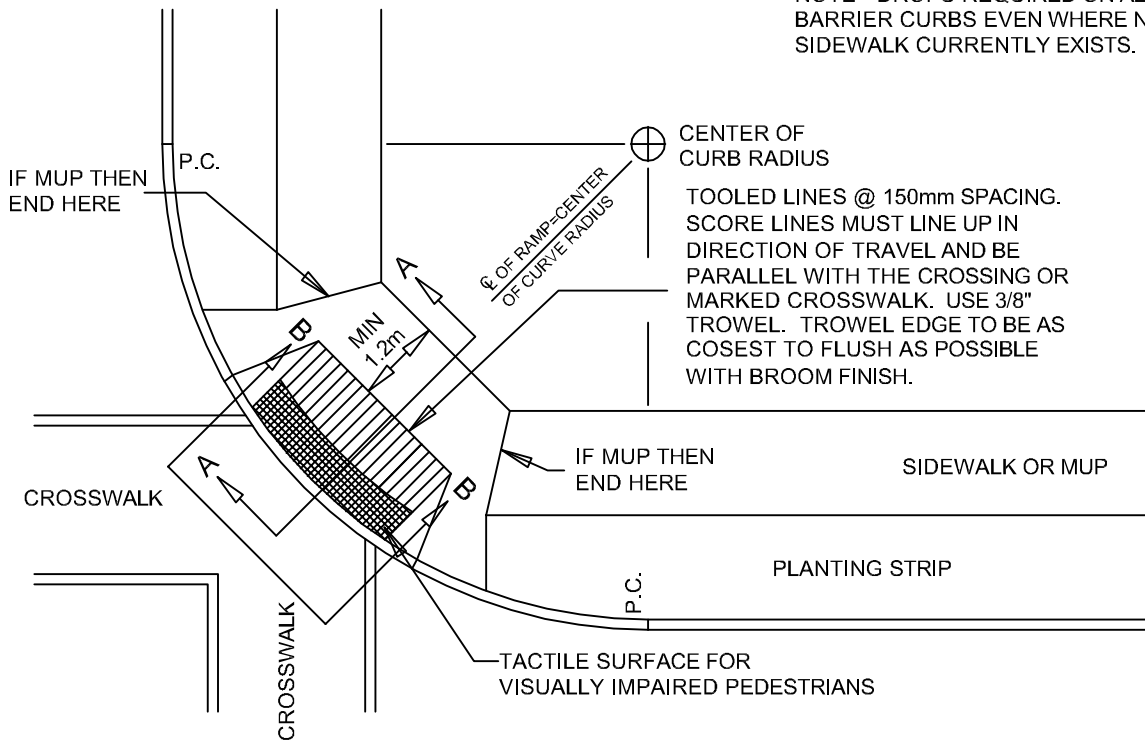 BARRIER CURBS EVEN WHERE
SIDEWALK CURRENTLY EXISTS.
CENTER OF
CURB RADIUS
P.C.
IF MUP THEN
END HERE
℄ OF RAMP=CENTER
OF CURVE RADIUS
TOOLED LINES @ 150mm SPACING.
SCORE LINES MUST LINE UP IN
DIRECTION OF TRAVEL AND BE
PARALLEL WITH THE CROSSING OR
MARKED CROSSWALK. USE 3/8"
TROWEL. TROWEL EDGE TO BE AS
COSEST TO FLUSH AS POSSIBLE
WITH BROOM FINISH.
A
B
MIN
1.2m
IF MUP THEN
END HERE
SIDEWALK OR MUP
A
B
CROSSWALK
PLANTING STRIP
P.C.
CROSSWALK
TACTILE SURFACE FOR
VISUALLY IMPAIRED PEDESTRIANS